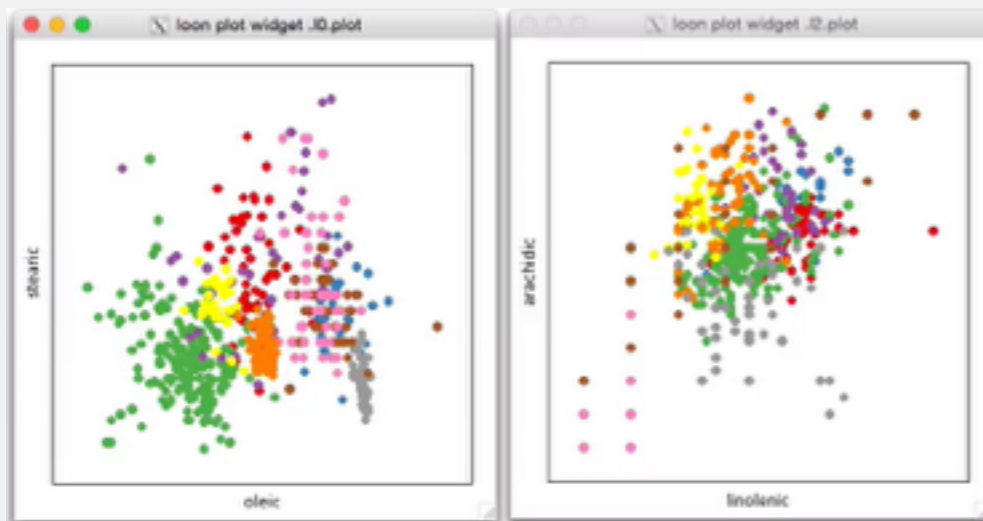 loon plot widget .l0.plot
loon plot widget .l2.plot
stearic
oleic
arachidic
linolenic